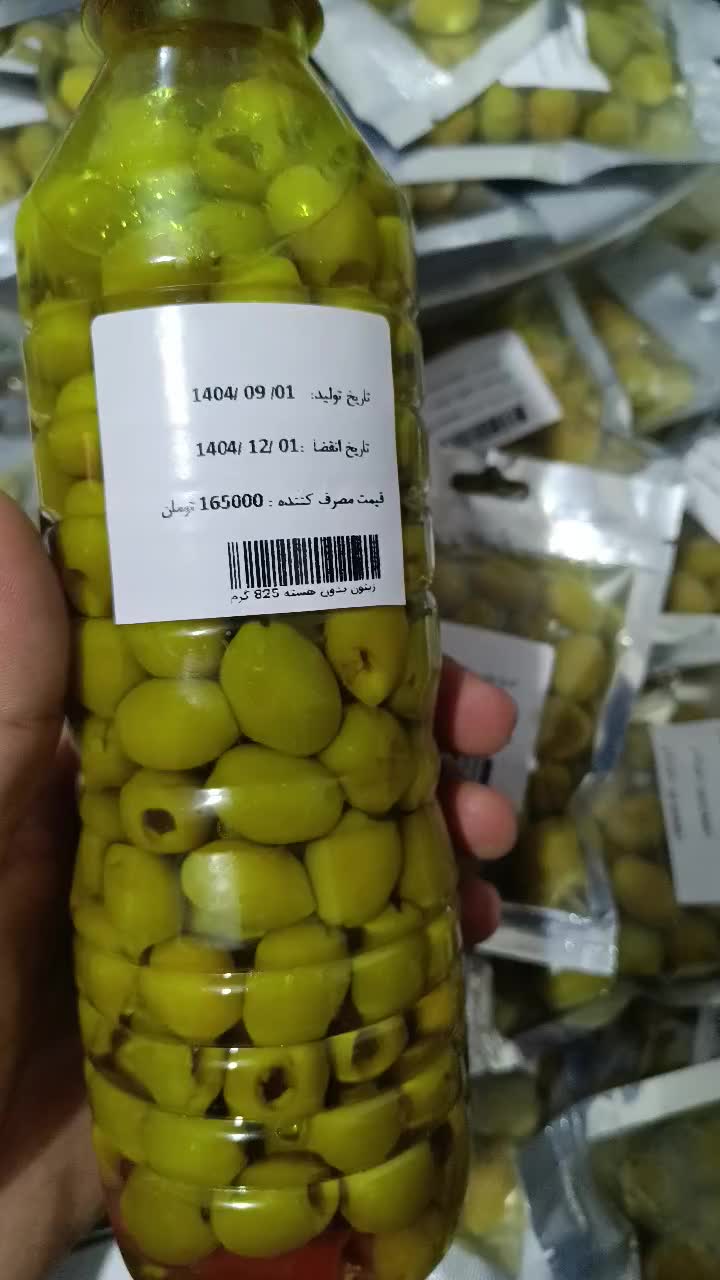 تاریخ تولید: 1404/ 09 /01
تاریخ انقضا :01 /12 /1404
قیمت مصرف کننده : 165000 تومان
زیتون بدون هسته 825 گرم